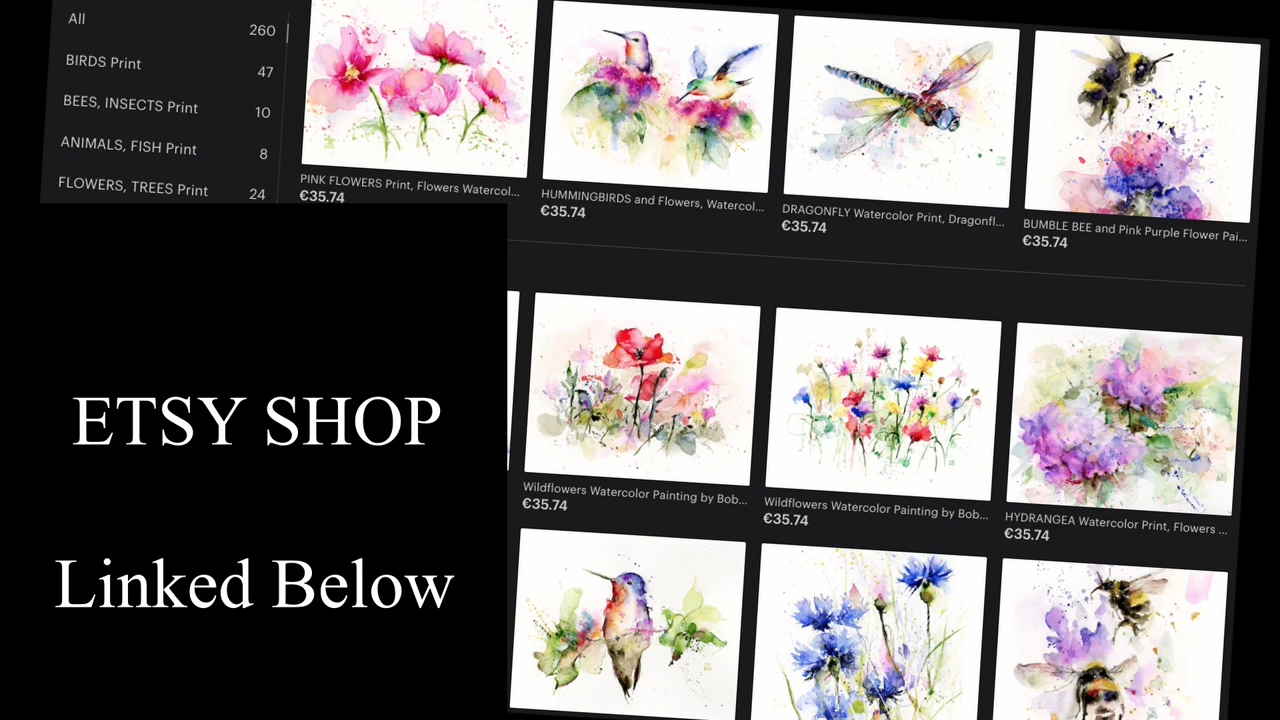 All
260
BIRDS Print
47
BEES, INSECTS Print
10
ANIMALS, FISH Print
8
FLOWERS, TREES Print
24
PINK FLOWERS Print, Flowers Watercol...
€35.74
HUMMINGBIRDS and Flowers, Watercol...
€35.74
DRAGONFLY Watercolor Print, Dragonfl...
€35.74
BUMBLE BEE and Pink Purple Flower Pai...
€35.74
Wildflowers Watercolor Painting by Bob...
€35.74
Wildflowers Watercolor Painting by Bob...
€35.74
HYDRANGEA Watercolor Print, Flowers ...
€35.74
ETSY SHOP
Linked Below